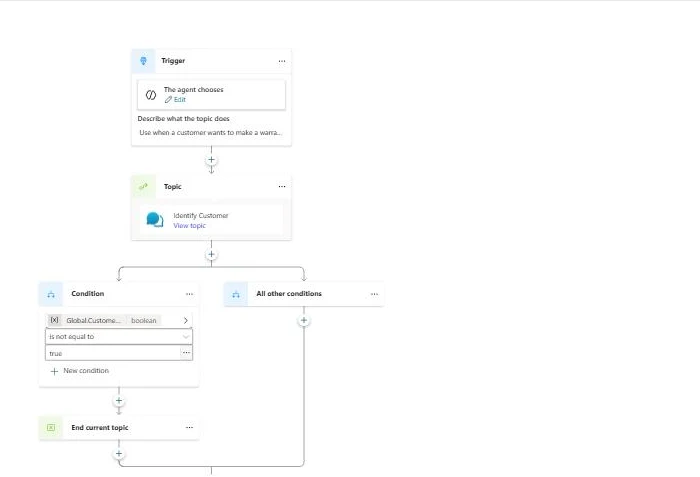 Trigger
The agent chooses
Edit
Describe what the topic does
Use when a customer wants to make a warra...
Topic
Identify Customer
View topic
Condition
All other conditions
{x} Global.Custome... boolean
is not equal to
true
New condition
End current topic